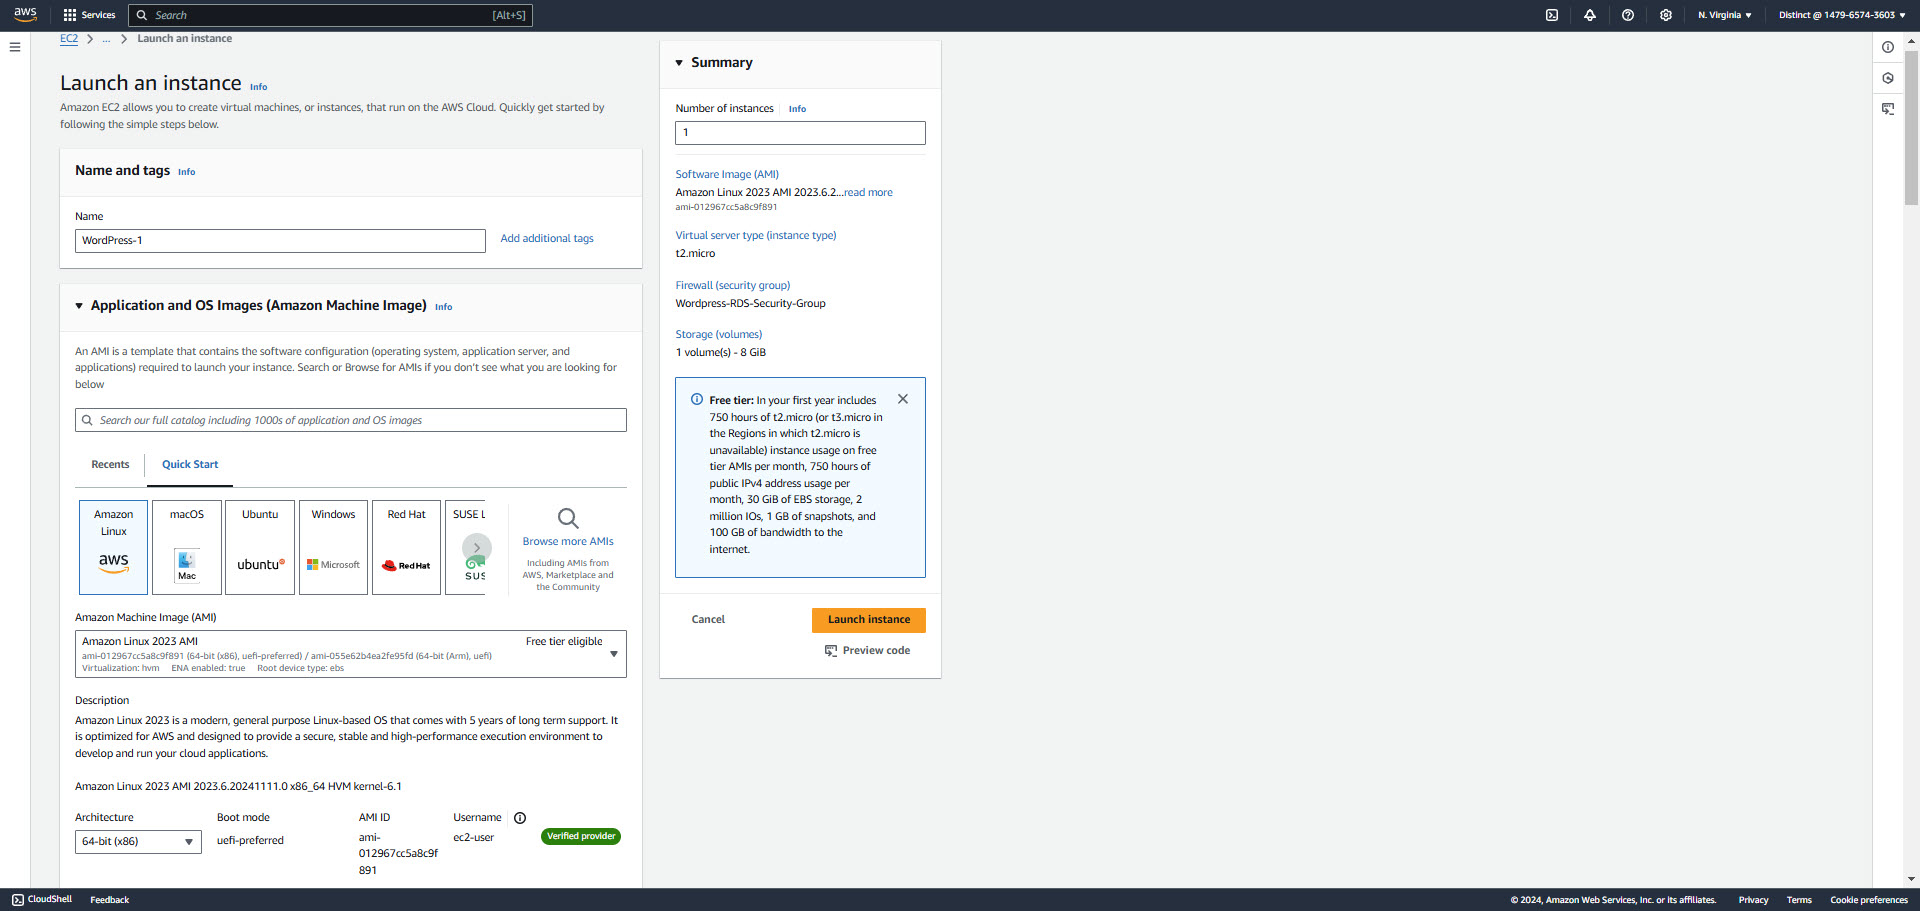 aws
Services
Search
[Alt+S]
N. Virginia
Distinct @ 1479-6574-3603
EC2
...
Launch an instance
Launch an instance Info
Amazon EC2 allows you to create virtual machines, or instances, that run on the AWS Cloud. Quickly get started by
following the simple steps below.
Name and tags Info
Name
WordPress-1
Add additional tags
Application and OS Images (Amazon Machine Image) Info
An AMI is a template that contains the software configuration (operating system, application server, and
applications) required to launch your instance. Search or Browse for AMIs if you don't see what you are looking for
below
Search our full catalog including 1000s of application and OS images
Recents
Quick Start
Amazon
Linux
aws
macOS
Mac
Ubuntu
ubuntu
Windows
Microsoft
Red Hat
Red Hat
SUSE L
SUS
Browse more AMIs
Including AMIs from
AWS, Marketplace and
the Community
Amazon Machine Image (AMI)
Amazon Linux 2023 AMI
Free tier eligible
ami-012967cc5a8c9f891 (64-bit (x86), uefi-preferred) / ami-055e62b4ea2fe95fd (64-bit (Arm), uefi)
Virtualization: hvm ENA enabled: true Root device type: ebs
Description
Amazon Linux 2023 is a modern, general purpose Linux-based OS that comes with 5 years of long term support. It
is optimized for AWS and designed to provide a secure, stable and high-performance execution environment to
develop and run your cloud applications.
Amazon Linux 2023 AMI 2023.6.20241111.0 x86_64 HVM kernel-6.1
Architecture
64-bit (x86)
Boot mode
uefi-preferred
AMI ID
ami-
012967cc5a8c9f
891
Username
ec2-user
Verified provider
Summary
Number of instances Info
1
Software Image (AMI)
Amazon Linux 2023 AMI 2023.6.2...read more
ami-012967cc5a8c9f891
Virtual server type (instance type)
t2.micro
Firewall (security group)
Wordpress-RDS-Security-Group
Storage (volumes)
1 volume(s) - 8 GiB
Free tier: In your first year includes
750 hours of t2.micro (or t3.micro in
the Regions in which t2.micro is
unavailable) instance usage on free
tier AMIs per month, 750 hours of
public IPv4 address usage per
month, 30 GiB of EBS storage, 2
million IOs, 1 GB of snapshots, and
100 GB of bandwidth to the
internet.
Cancel
Launch instance
Preview code
CloudShell
Feedback
© 2024, Amazon Web Services, Inc. or its affiliates.
Privacy
Terms
Cookie preferences